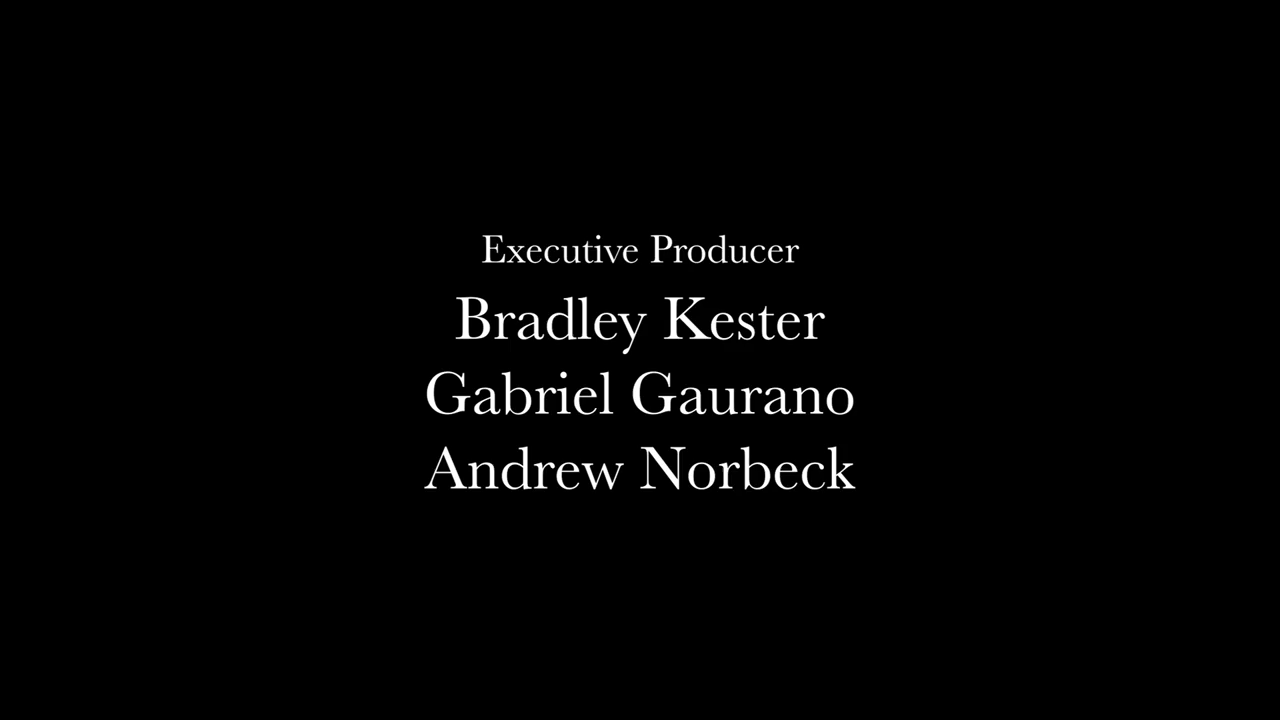 Executive Producer
Bradley Kester
Gabriel Gaurano
Andrew Norbeck